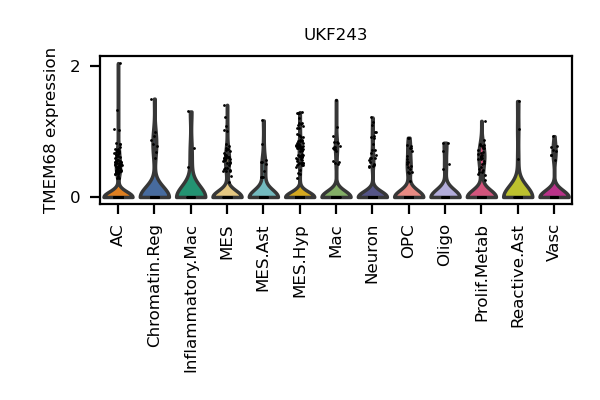 UKF243
TMEM68 expression
2
0
AC
Chromatin.Reg
Inflammatory.Mac
MES
MES.Ast
MES.Hyp
Mac
Neuron
OPC
Oligo
Prolif.Metab
Reactive.Ast
Vasc